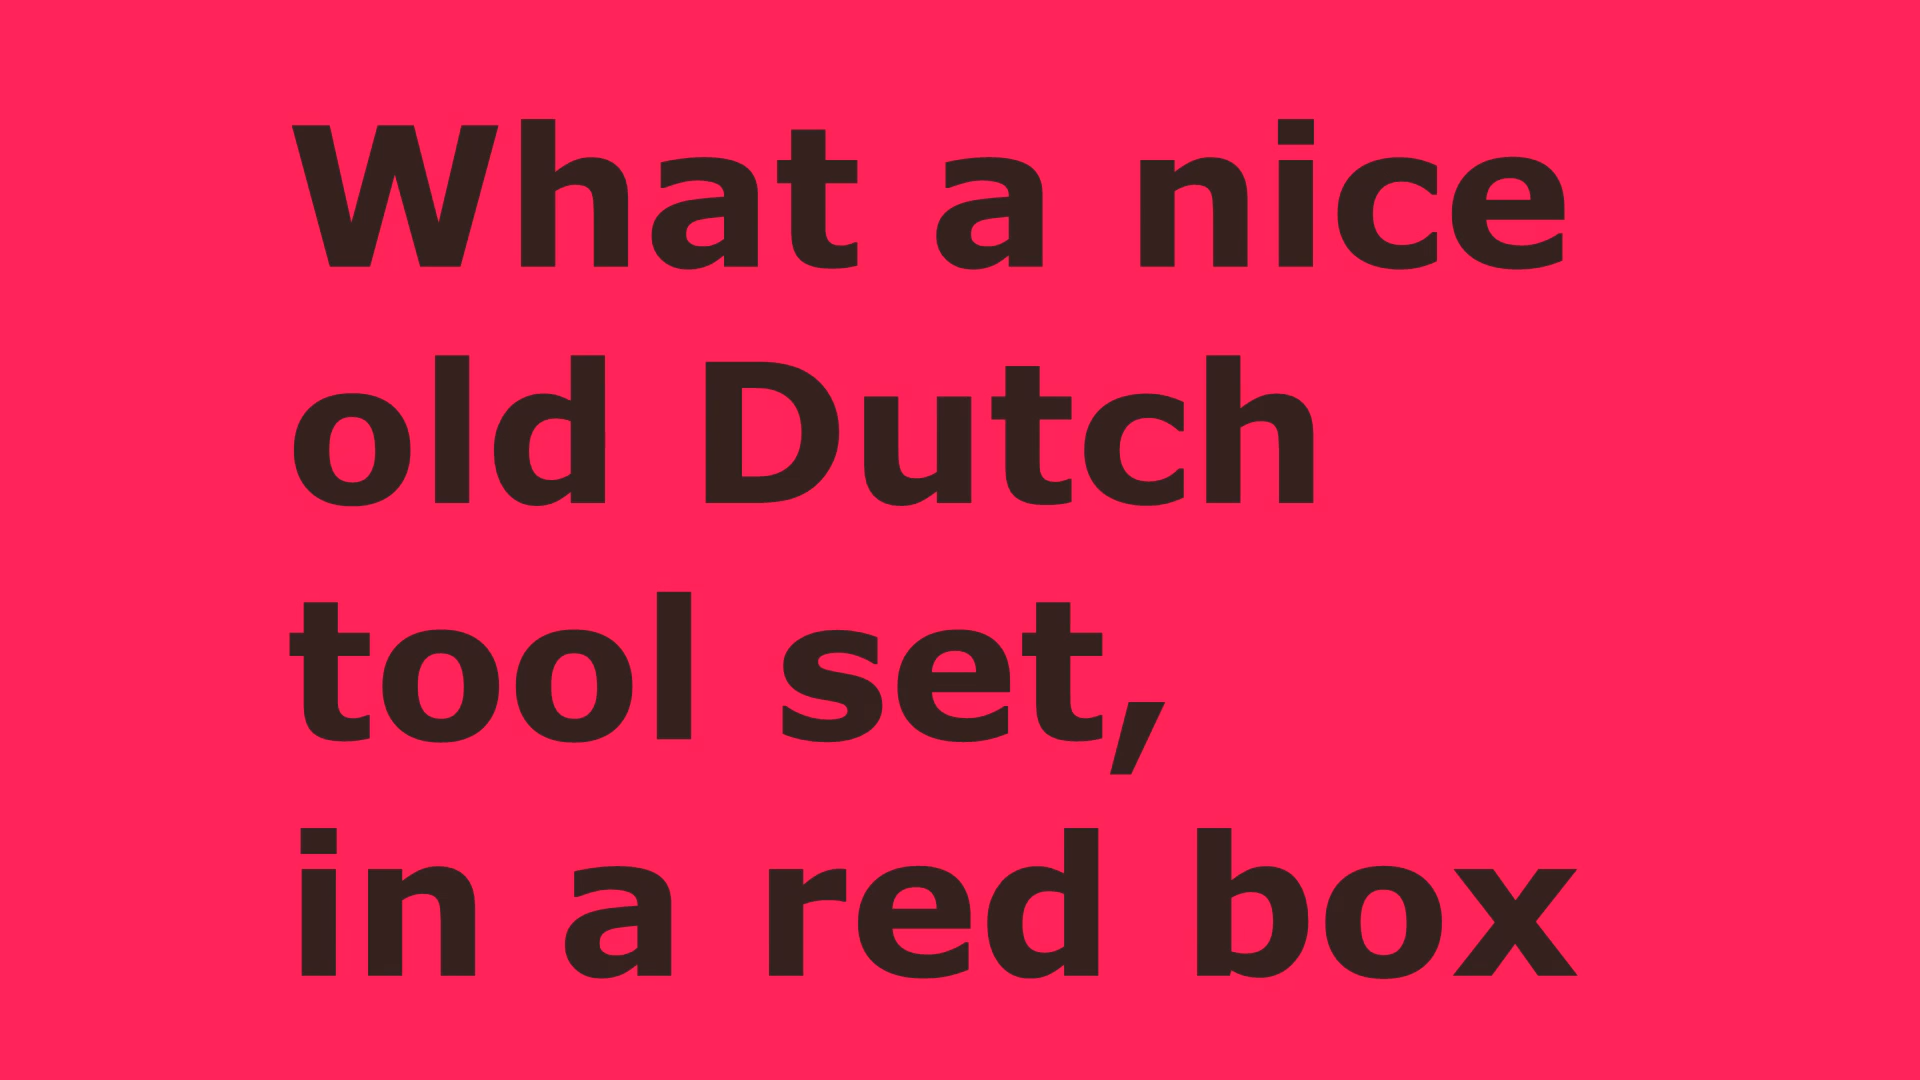 What a nice
old Dutch
tool set,
in a red box